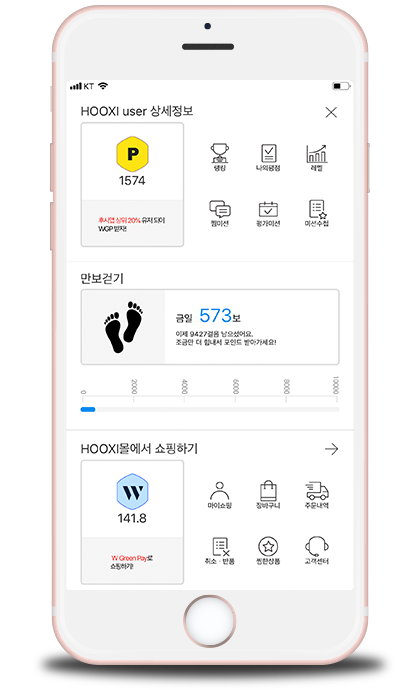 KT
HOOXI user 상세정보
P
1574
후시앱 상위 20% 유저 되어
WGP 받자!
랭킹
나의평점
레벨
찜미션
평가미션
미션수첩
만보걷기
금일 573보
이제 9427걸음 남으셨어요.
조금만 더 힘내서 포인트 받아가세요!
0
2000
4000
6000
8000
10000
HOOXI몰에서 쇼핑하기
W
141.8
W Green Pay로
쇼핑하기!
마이쇼핑
장바구니
주문내역
취소 · 반품
찜한상품
고객센터